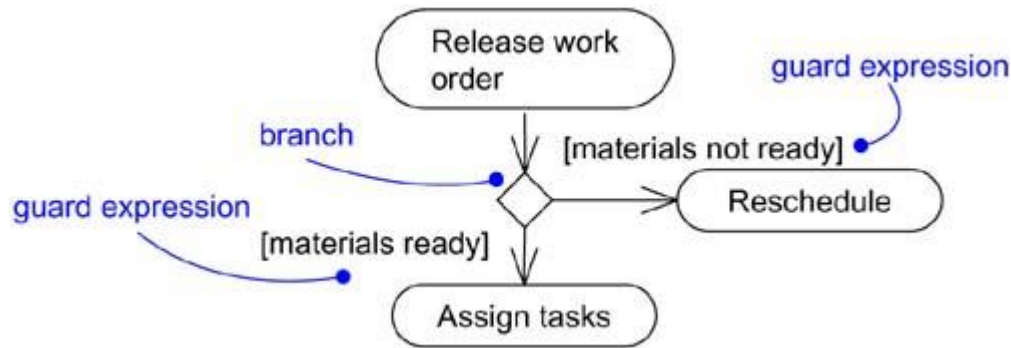 Release work
order
guard expression
branch
[materials not ready]
Reschedule
guard expression
[materials ready]
Assign tasks